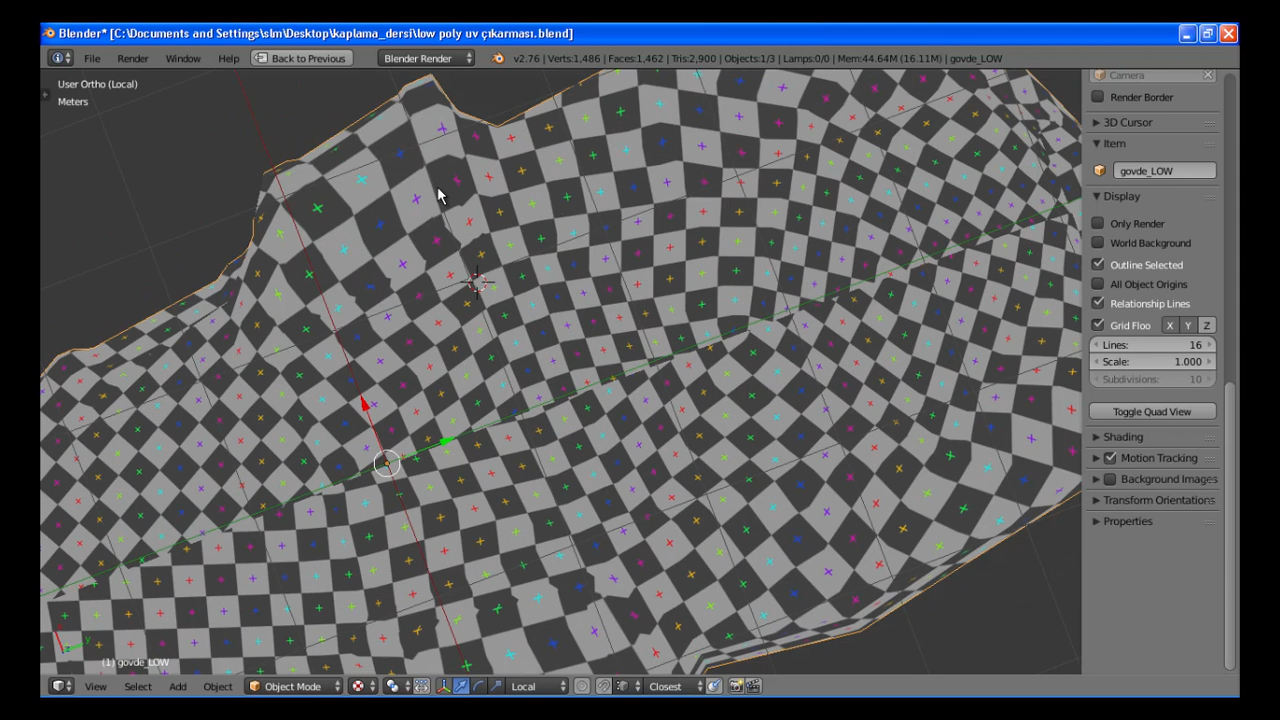 Blender* [C:\Documents and Settings\slm\Desktop\kaplama_dersi\low poly uv çıkarması.blend]
File Render Window Help Back to Previous Blender Render v2.76 | Verts:1,486 | Faces:1,462 | Tris:2,900 | Objects:1/3 | Lamps:0/0 | Mem:44.64M (16.11M) | govde_LOW
User Ortho (Local)
Meters
Camera
Render Border
3D Cursor
Item
govde_LOW
Display
Only Render
World Background
Outline Selected
All Object Origins
Relationship Lines
Grid Floo X Y Z
Lines: 16
Scale: 1.000
Subdivisions: 10
Toggle Quad View
Shading
Motion Tracking
Background Images
Transform Orientations
Properties
y
(1) govde_LOW
View Select Add Object Object Mode Local Closest